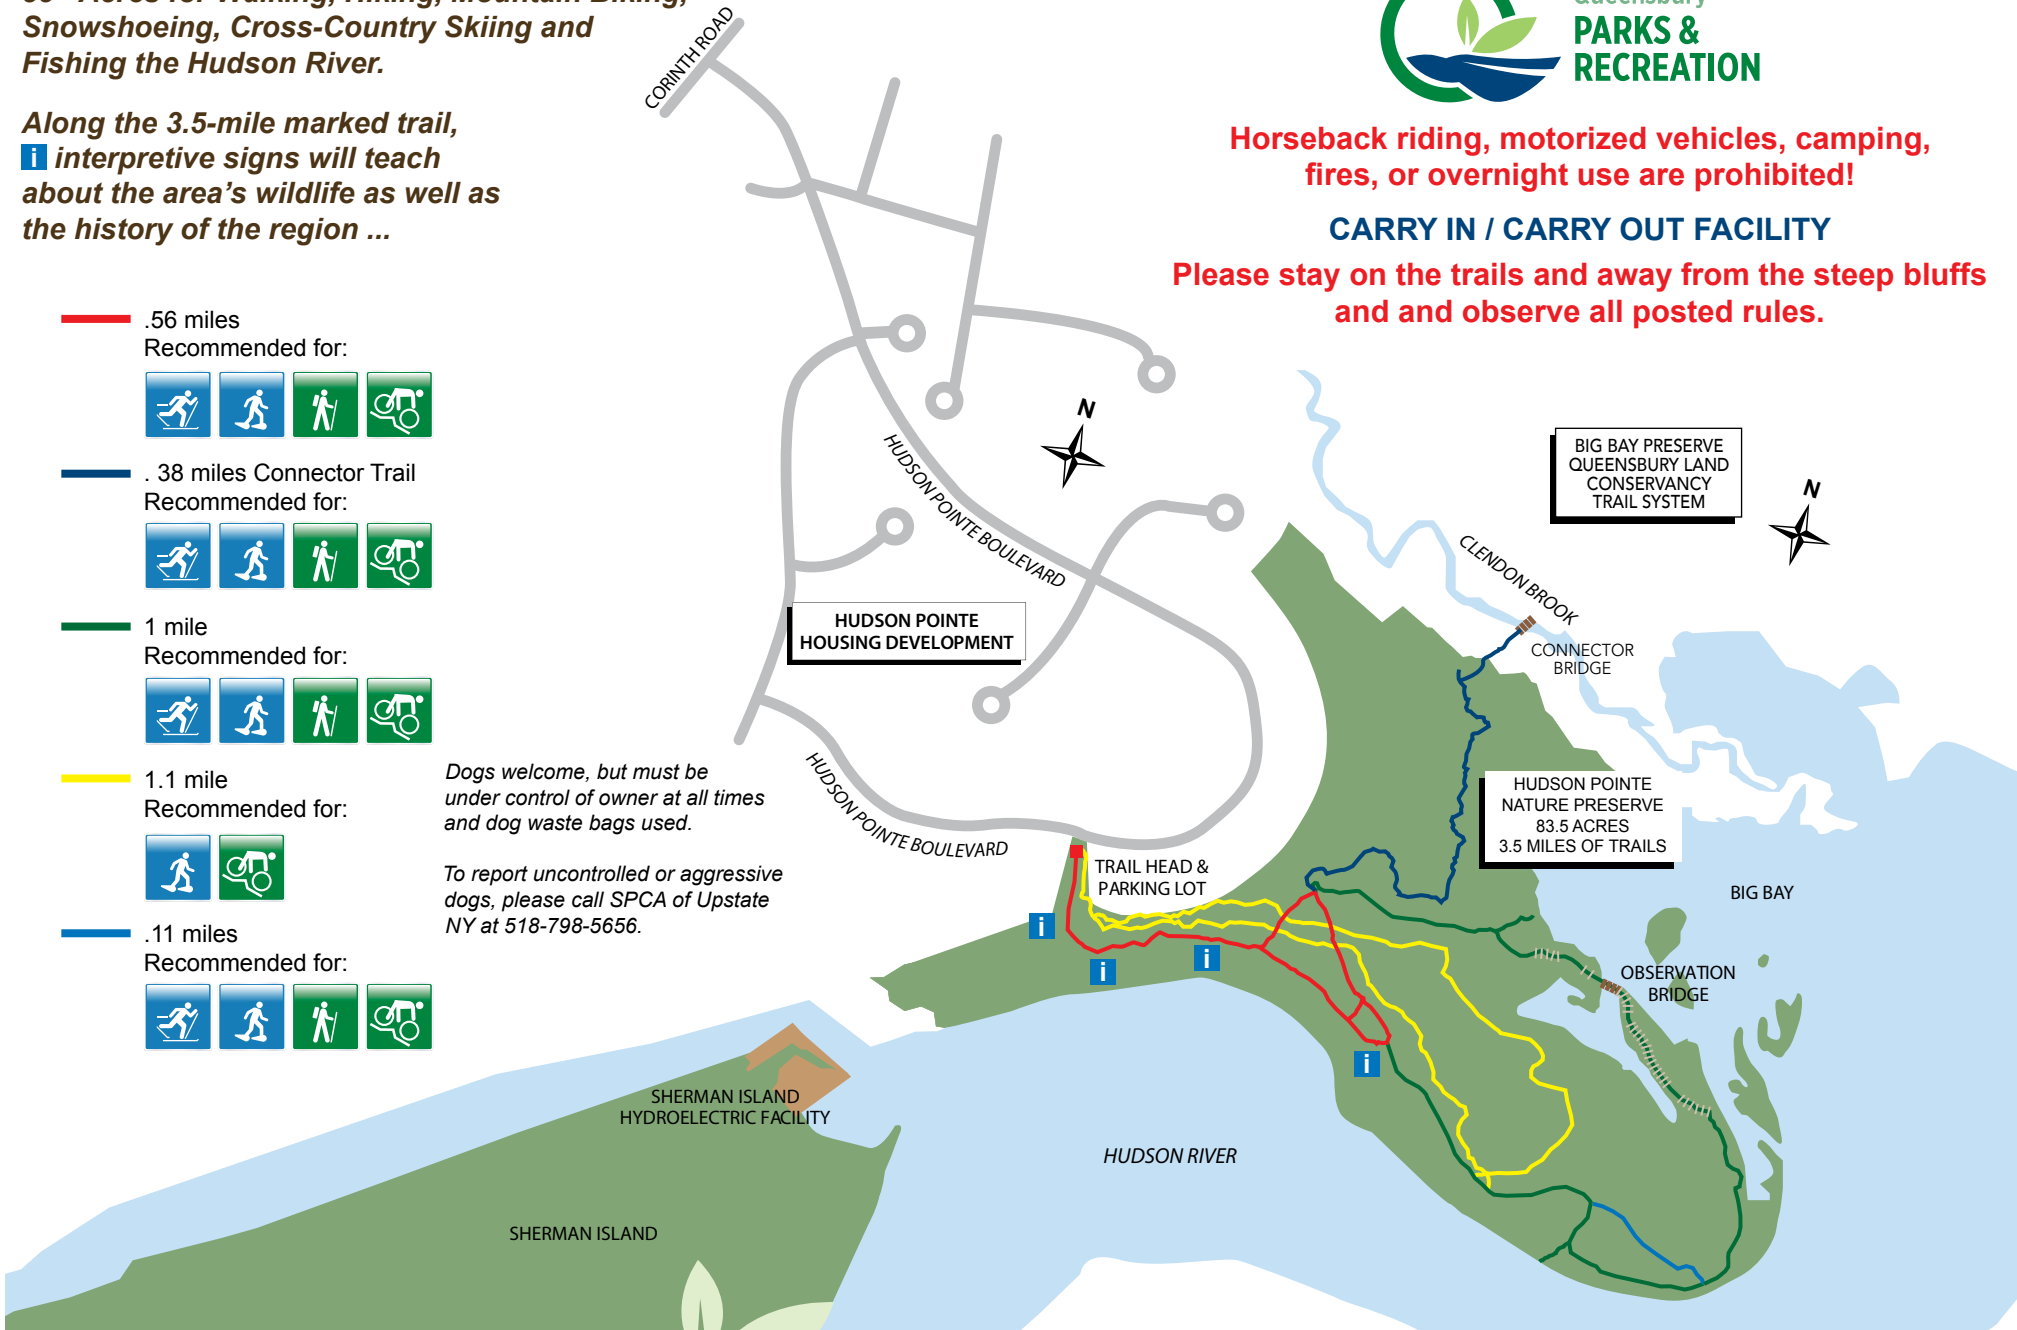 Snowshoeing, Cross-Country Skiing and
Fishing the Hudson River.
Along the 3.5-mile marked trail,
i interpretive signs will teach
about the area's wildlife as well as
the history of the region ...
PARKS &
RECREATION
Horseback riding, motorized vehicles, camping,
fires, or overnight use are prohibited!
CARRY IN / CARRY OUT FACILITY
Please stay on the trails and away from the steep bluffs
and and observe all posted rules.
.56 miles
Recommended for:
. 38 miles Connector Trail
Recommended for:
1 mile
Recommended for:
1.1 mile
Recommended for:
.11 miles
Recommended for:
Dogs welcome, but must be
under control of owner at all times
and dog waste bags used.
To report uncontrolled or aggressive
dogs, please call SPCA of Upstate
NY at 518-798-5656.
CORINTH ROAD
HUDSON POINTE BOULEVARD
N
HUDSON POINTE
HOUSING DEVELOPMENT
HUDSON POINTE BOULEVARD
BIG BAY PRESERVE
QUEENSBURY LAND
CONSERVANCY
TRAIL SYSTEM
N
CLENDON BROOK
CONNECTOR
BRIDGE
HUDSON POINTE
NATURE PRESERVE
83.5 ACRES
3.5 MILES OF TRAILS
TRAIL HEAD &
PARKING LOT
BIG BAY
i
i
i
i
OBSERVATION
BRIDGE
SHERMAN ISLAND
HYDROELECTRIC FACILITY
HUDSON RIVER
SHERMAN ISLAND